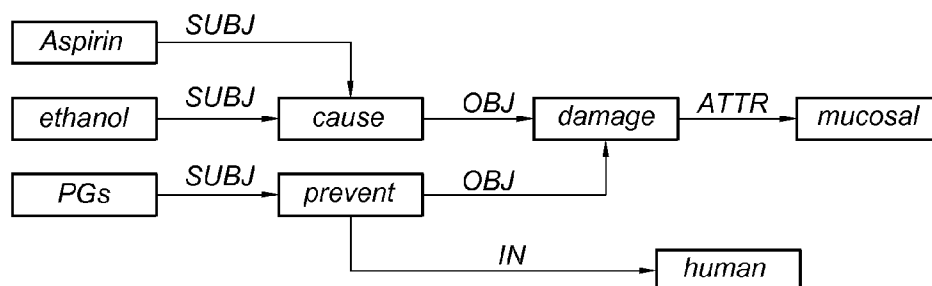 Aspirin SUBJ
ethanol SUBJ cause OBJ damage ATTR mucosal
PGs SUBJ prevent OBJ
IN human